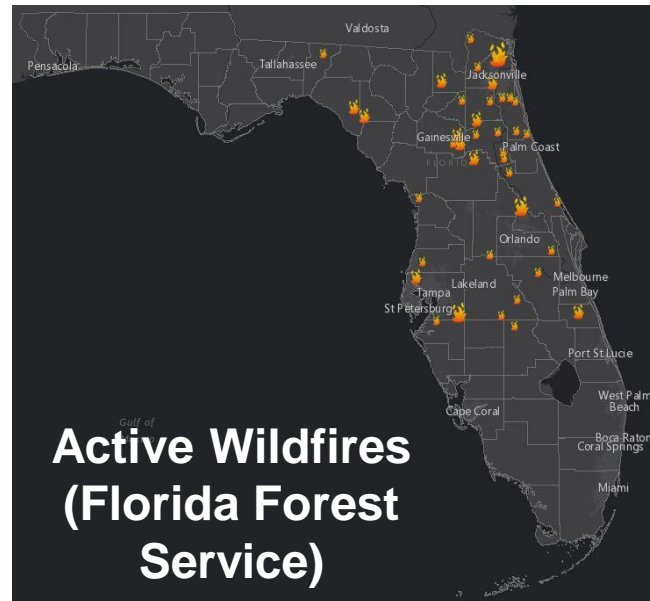 Valdosta
Pensacola
Tallahassee
Jacksonville
Gainesville
Palm Coast
FLORIDA
Orlando
Lakeland
Melbourne
Tampa
Palm Bay
St Petersburg
Port St Lucie
West Palm
Beach
Cape Coral
Gulf of
Boca Raton
Coral Springs
Miami
Active Wildfires
(Florida Forest
Service)